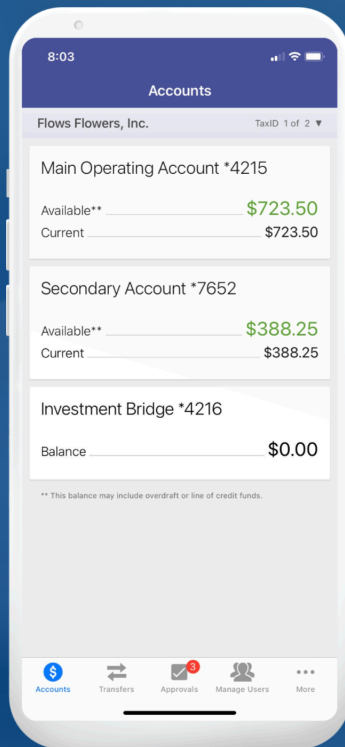 8:03
Accounts
Flows Flowers, Inc. TaxID 1 of 2 ▼
Main Operating Account *4215
Available** $723.50
Current $723.50
Secondary Account *7652
Available** $388.25
Current $388.25
Investment Bridge *4216
Balance $0.00
** This balance may include overdraft or line of credit funds.
3
Accounts Transfers Approvals Manage Users More